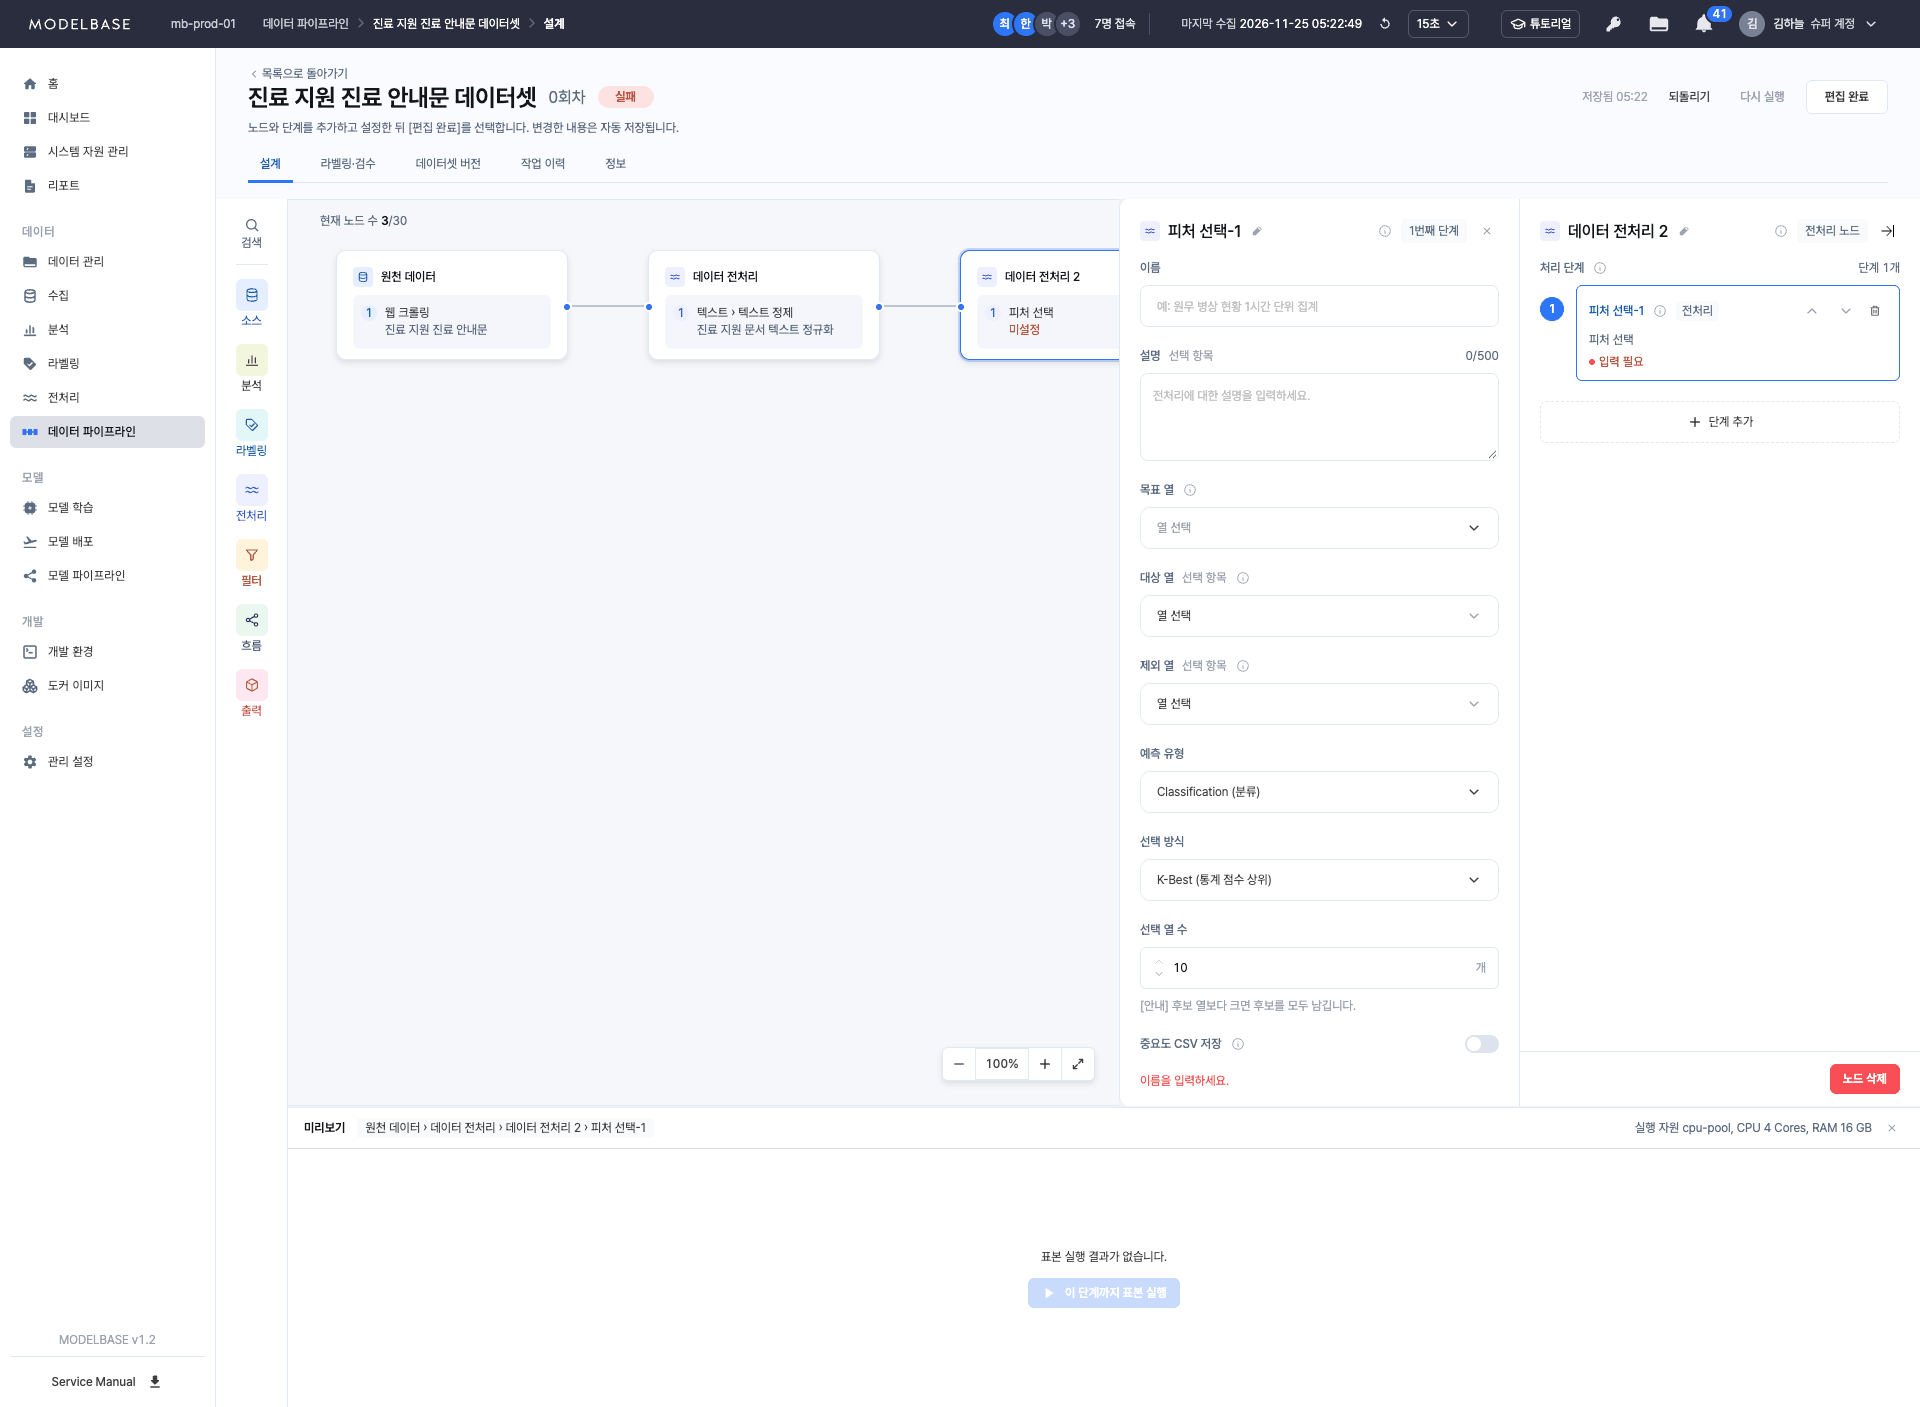 MODELBASE
mb-prod-01
데이터 파이프라인 > 진료 지원 진료 안내문 데이터셋 > 설계
최 한 박 +3 7명 접속
마지막 수집 2026-11-25 05:22:49
15초
튜토리얼
41
김 김하늘 슈퍼 계정
홈
대시보드
시스템 자원 관리
리포트
데이터
데이터 관리
수집
분석
라벨링
전처리
데이터 파이프라인
모델
모델 학습
모델 배포
모델 파이프라인
개발
개발 환경
도커 이미지
설정
관리 설정
MODELBASE v1.2
Service Manual
목록으로 돌아가기
진료 지원 진료 안내문 데이터셋 0회차 실패
노드와 단계를 추가하고 설정한 뒤 [편집 완료]를 선택합니다. 변경한 내용은 자동 저장됩니다.
저장됨 05:22 되돌리기 다시 실행 편집 완료
설계 라벨링·검수 데이터셋 버전 작업 이력 정보
검색
소스
분석
라벨링
전처리
필터
흐름
출력
현재 노드 수 3/30
원천 데이터
1 웹 크롤링
진료 지원 진료 안내문
데이터 전처리
1 텍스트 › 텍스트 정제
진료 지원 문서 텍스트 정규화
데이터 전처리 2
1 피처 선택
미설정
100%
피처 선택-1 1번째 단계
이름
예: 원무 병상 현황 1시간 단위 집계
설명 선택 항목 0/500
전처리에 대한 설명을 입력하세요.
목표 열
열 선택
대상 열 선택 항목
열 선택
제외 열 선택 항목
열 선택
예측 유형
Classification (분류)
선택 방식
K-Best (통계 점수 상위)
선택 열 수
10 개
[안내] 후보 열보다 크면 후보를 모두 남깁니다.
중요도 CSV 저장
이름을 입력하세요.
데이터 전처리 2 전처리 노드
처리 단계 단계 1개
1 피처 선택-1 전처리
피처 선택
입력 필요
단계 추가
노드 삭제
미리보기 원천 데이터 › 데이터 전처리 › 데이터 전처리 2 › 피처 선택-1
실행 자원 cpu-pool, CPU 4 Cores, RAM 16 GB
표본 실행 결과가 없습니다.
이 단계까지 표본 실행